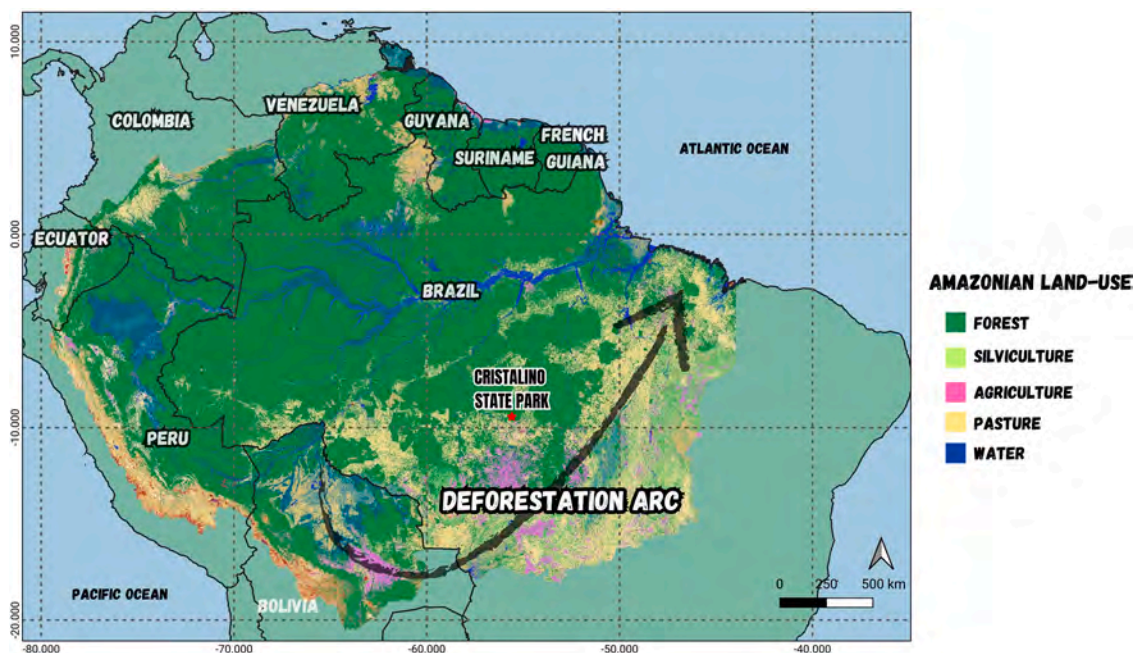 10.000
0.000
-10.000
-20.000
-80.000
-70.000
-60.000
-50.000
-40.000
VENEZUELA
COLOMBIA
GUYANA
FRENCH
GUIANA
SURINAME
ATLANTIC OCEAN
ECUADOR
BRAZIL
CRISTALINO
STATE PARK
PERU
DEFORESTATION ARC
BOLIVIA
PACIFIC OCEAN
0 250 500 km
AMAZONIAN LAND-USE:
FOREST
SILVICULTURE
AGRICULTURE
PASTURE
WATER